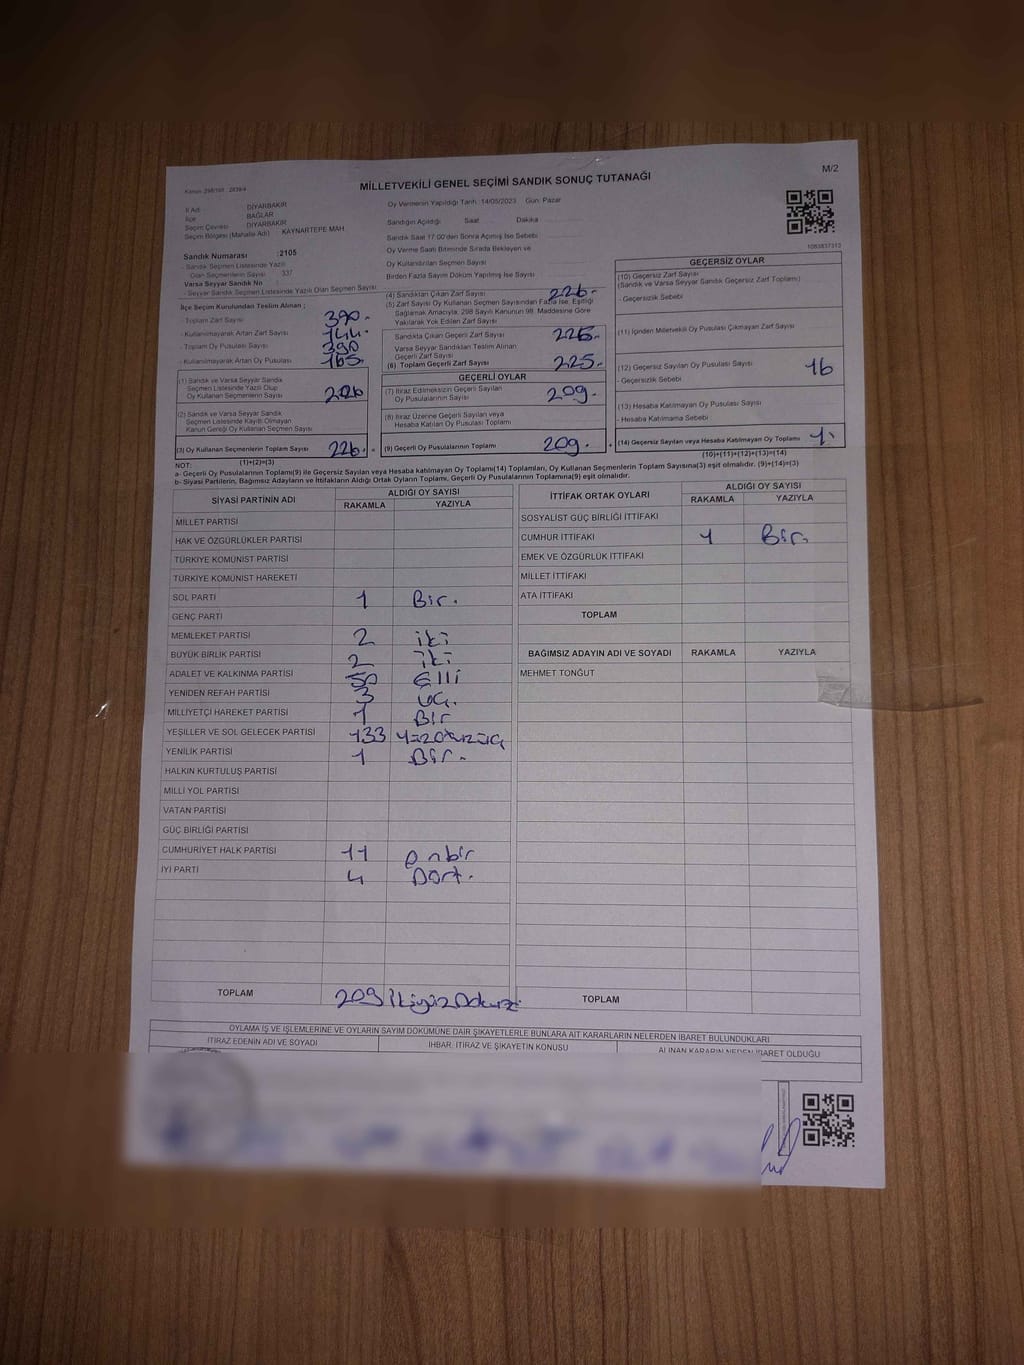 M/2
MİLLETVEKİLİ GENEL SEÇİMİ SANDIK SONUÇ TUTANAĞI
Oy Vermenin Yapıldığı Tarih :14/05/2023 Gün: Pazar
İl Adı DİYARBAKIR
İlçe BAĞLAR
Seçim Çevresi DİYARBAKIR
Seçim Bölgesi (Mahalle Adı) KAYNARTEPE MAH.
Sandık Numarası :2105
- Sandık Seçmen Listesinde Yazılı
Olan Seçmenlerin Sayısı 337
Varsa Seyyar Sandık No
- Seyyar Sandık Seçmen Listesinde Yazılı Olan Seçmen Sayısı
Sandığın Açıldığı Saat Dakika
Sandık Saat 17:00'den Sonra Açılmış İse Sebebi
Oy Verme Saati Bitiminde Sırada Bekleyen ve
Oy Kullandırılan Seçmen Sayısı
Birden Fazla Sayım Döküm Yapılmış İse Sayısı
1083837313
İlçe Seçim Kurulundan Teslim Alınan ;
- Toplam Zarf Sayısı 390.
- Kullanılmayarak Artan Zarf Sayısı 144.
- Toplam Oy Pusulası Sayısı 390
- Kullanılmayarak Artan Oy Pusulası 165.
(1) Sandık ve Varsa Seyyar Sandık
Seçmen Listesinde Yazılı Olup
Oy Kullanan Seçmenlerin Sayısı 226
(2) Sandık ve Varsa Seyyar Sandık
Seçmen Listesinde Kayıtlı Olmayan
Kanun Gereği Oy Kullanan Seçmen Sayısı
(3) Oy Kullanan Seçmenlerin Toplamı 226.
(4) Sandıktan Çıkan Zarf Sayısı 226.
(5) Zarf Sayısı Oy Kullanan Seçmen Sayısından Fazla İse, Eşitliği
Sağlamak Amacıyla, 298 Sayılı Kanunun 98. Maddesine Göre
Yakılarak Yok Edilen Zarf Sayısı
Sandıkta Çıkan Geçerli Zarf Sayısı 225.
Varsa Seyyar Sandıktan Teslim Alınan
Geçerli Zarf Sayısı
(6) Toplam Geçerli Zarf Sayısı 225.
GEÇERLİ OYLAR
(7) İtiraz Edilmeksizin Geçerli Sayılan
Oy Pusulalarının Sayısı 209.
(8) İtiraz Üzerine Geçerli Sayılan veya
Hesaba Katılan Oy Pusulası Toplamı
(9) Geçerli Oy Pusulalarının Toplamı 209.
GEÇERSİZ OYLAR
(10) Geçersiz Zarf Sayısı
(Sandık ve Varsa Seyyar Sandık Geçersiz Zarf Toplamı)
- Geçersizlik Sebebi
(11) İçinden Milletvekili Oy Pusulası Çıkmayan Zarf Sayısı
(12) Geçersiz Sayılan Oy Pusulası Sayısı 16
- Geçersizlik Sebebi
(13) Hesaba Katılmayan Oy Pusulası Sayısı
- Hesaba Katılmama Sebebi
(14) Geçersiz Sayılan veya Hesaba Katılmayan Oy Toplamı
(10)+(11)+(12)+(13)=(14)
NOT: (1)+(2)=(3)
a- Geçerli Oy Pusulalarının Toplamı(9) ile Geçersiz Sayılan veya Hesaba katılmayan Oy Toplamı(14) Toplamları, Oy Kullanan Seçmenlerin Toplam Sayısına(3) eşit olmalıdır. (9)+(14)=(3)
b- Siyasi Partilerin, Bağımsız Adayların ve İttifakların Aldığı Ortak Oyların Toplamı, Geçerli Oy Pusulalarının Toplamına(9) eşit olmalıdır.
SİYASİ PARTİNİN ADI ALDIĞI OY SAYISI
RAKAMLA YAZIYLA
MİLLET PARTİSİ
HAK VE ÖZGÜRLÜKLER PARTİSİ
TÜRKİYE KOMÜNİST PARTİSİ
TÜRKİYE KOMÜNİST HAREKETİ
SOL PARTİ 1 Bir.
GENÇ PARTİ
MEMLEKET PARTİSİ 2 iki
BÜYÜK BİRLİK PARTİSİ 2 iki
ADALET VE KALKINMA PARTİSİ 50 Elli
YENİDEN REFAH PARTİSİ 3 Üç.
MİLLİYETÇİ HAREKET PARTİSİ 1 Bir
YEŞİLLER VE SOL GELECEK PARTİSİ 133 Yüzotuzüç
YENİLİK PARTİSİ 1 Bir.
HALKIN KURTULUŞ PARTİSİ
MİLLİ YOL PARTİSİ
VATAN PARTİSİ
GÜÇ BİRLİĞİ PARTİSİ
CUMHURİYET HALK PARTİSİ 11 onbir
İYİ PARTİ 4 Dört.
TOPLAM 209 İkiyüzDokuz
İTTİFAK ORTAK OYLARI ALDIĞI OY SAYISI
RAKAMLA YAZIYLA
SOSYALİST GÜÇ BİRLİĞİ İTTİFAKI
CUMHUR İTTİFAKI 1 Bir.
EMEK VE ÖZGÜRLÜK İTTİFAKI
MİLLET İTTİFAKI
ATA İTTİFAKI
TOPLAM
BAĞIMSIZ ADAYIN ADI VE SOYADI RAKAMLA YAZIYLA
MEHMET TONĞUT
TOPLAM
OYLAMA İŞ VE İŞLEMLERİNE VE OYLARIN SAYIM DÖKÜMÜNE DAİR ŞİKAYETLERLE BUNLARA AİT KARARLARIN NELERDEN İBARET BULUNDUKLARI
İTİRAZ EDENİN ADI VE SOYADI İHBAR, İTİRAZ VE ŞİKAYETİN KONUSU ALINAN KARARIN NEDEN İBARET OLDUĞU